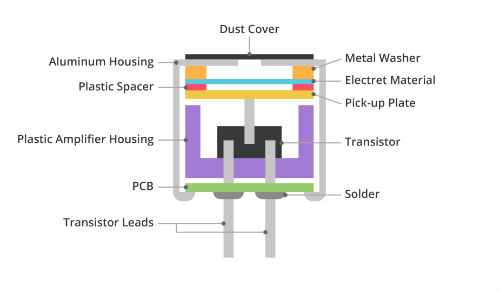 Dust Cover
Aluminum Housing
Metal Washer
Electret Material
Plastic Spacer
Pick-up Plate
Plastic Amplifier Housing
Transistor
PCB
Solder
Transistor Leads